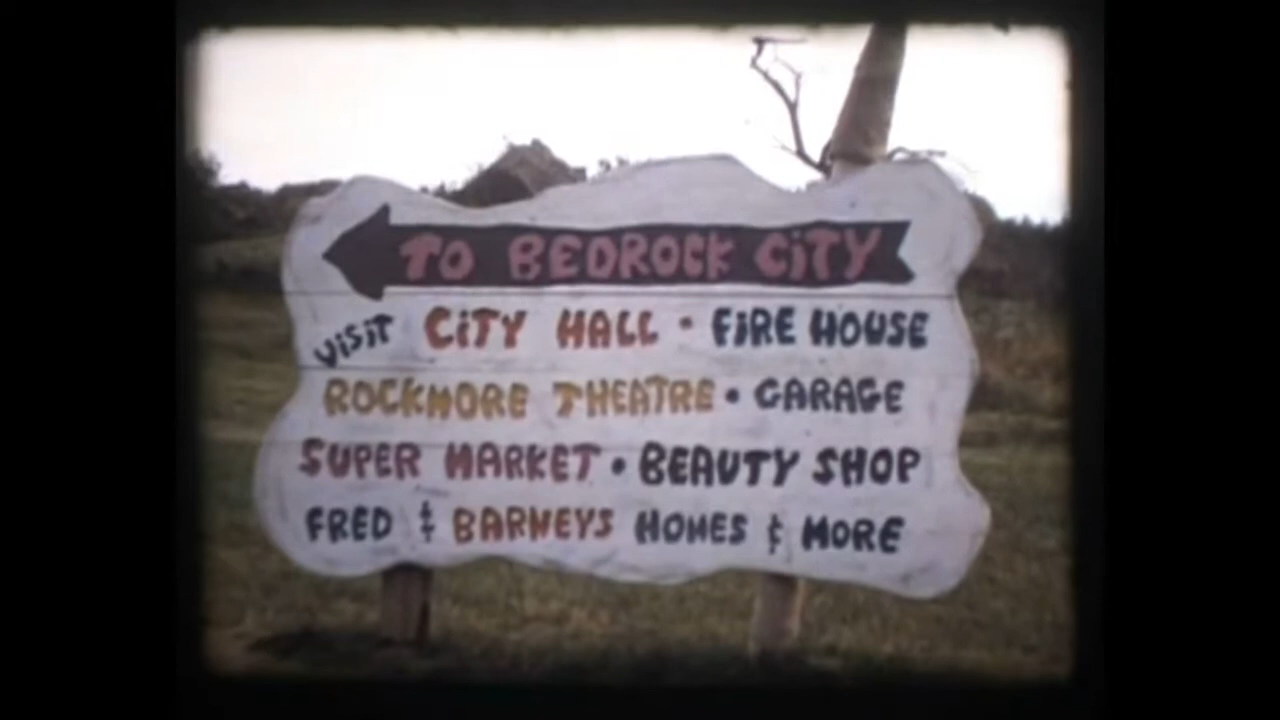 TO BEDROCK CITY
VISIT CITY HALL • FIRE HOUSE
ROCKMORE THEATRE • GARAGE
SUPER MARKET • BEAUTY SHOP
FRED & BARNEYS HOMES & MORE